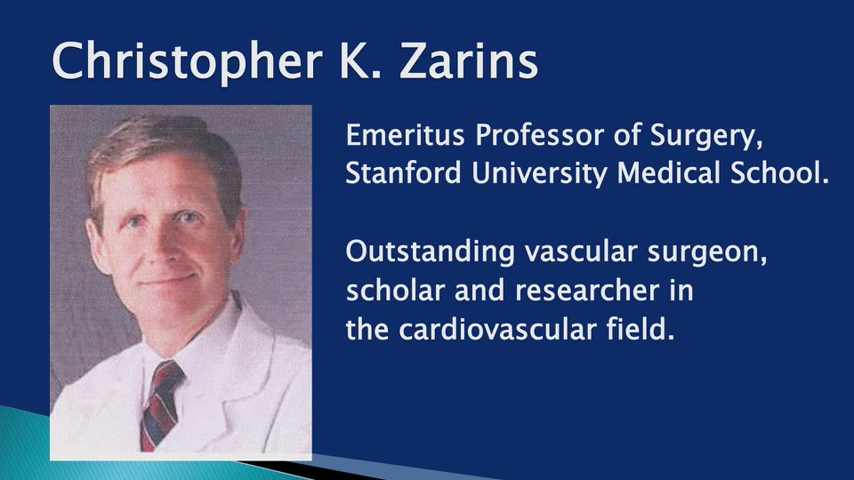 Christopher K. Zarins
Emeritus Professor of Surgery,
Stanford University Medical School.
Outstanding vascular surgeon,
scholar and researcher in
the cardiovascular field.